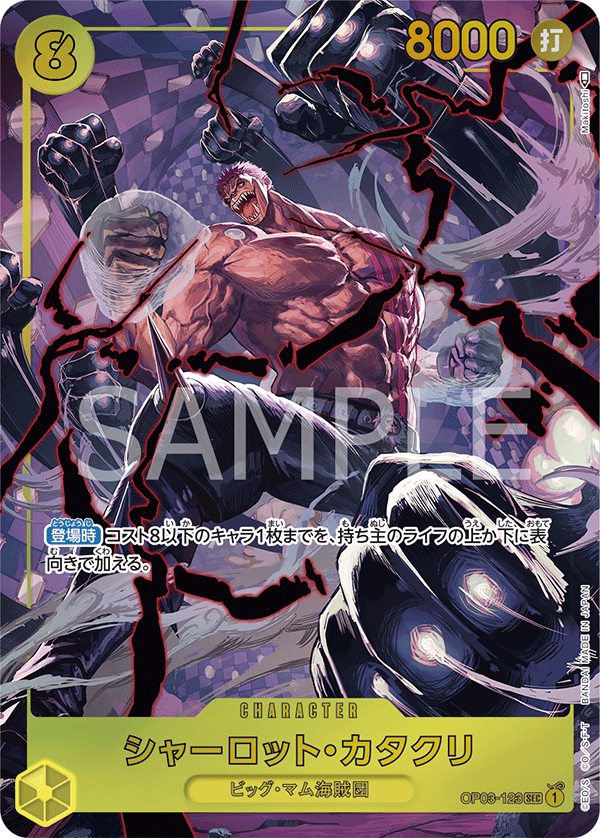 8
8000
打
Makitoshi
SAMPLE
登場時 コスト8以下のキャラ1枚までを、持ち主のライフの上か下に表
向きで加える。
CHARACTER
シャーロット・カタクリ
ビッグ・マム海賊団
OP03-123 SEC 1
©E.O/S ©O/S・F・T BANDAI MADE IN JAPAN